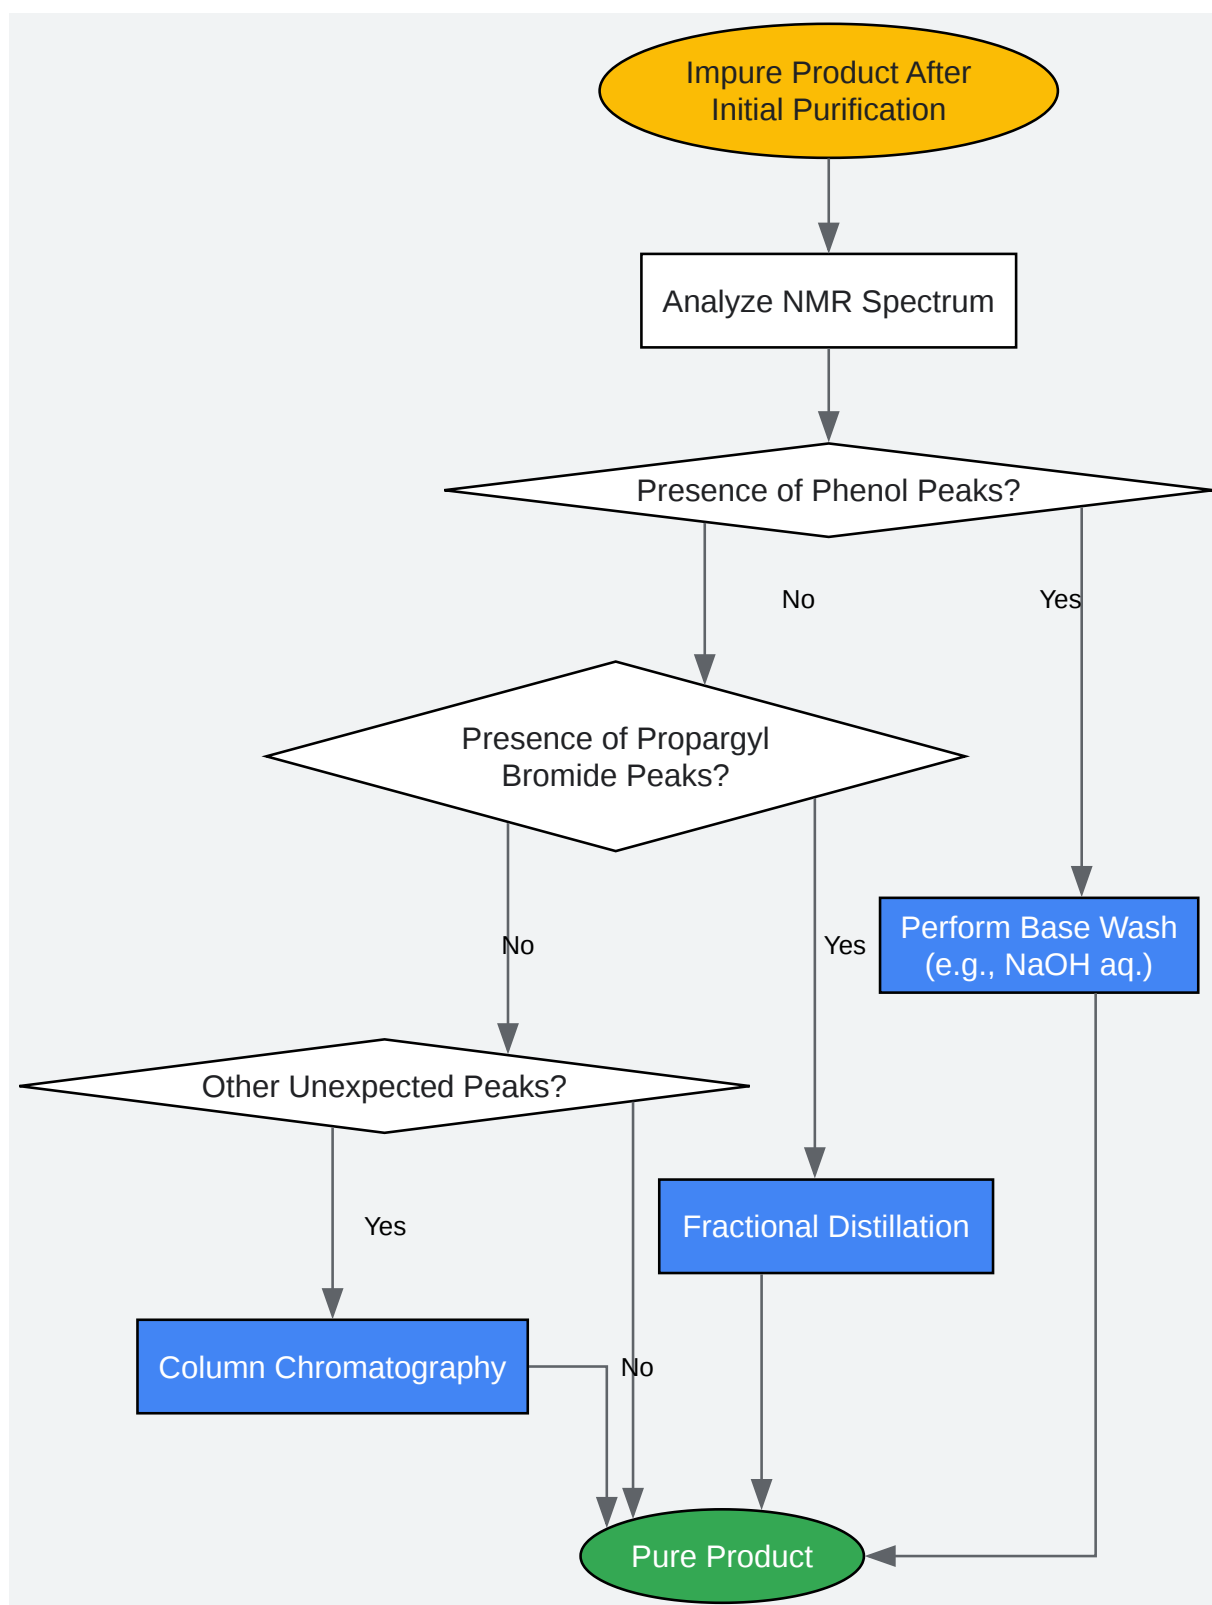 Impure Product After
Initial Purification
Analyze NMR Spectrum
Presence of Phenol Peaks?
No
Yes
Presence of Propargyl
Bromide Peaks?
Perform Base Wash
(e.g., NaOH aq.)
No
Yes
Other Unexpected Peaks?
Yes
Fractional Distillation
Column Chromatography
No
Pure Product